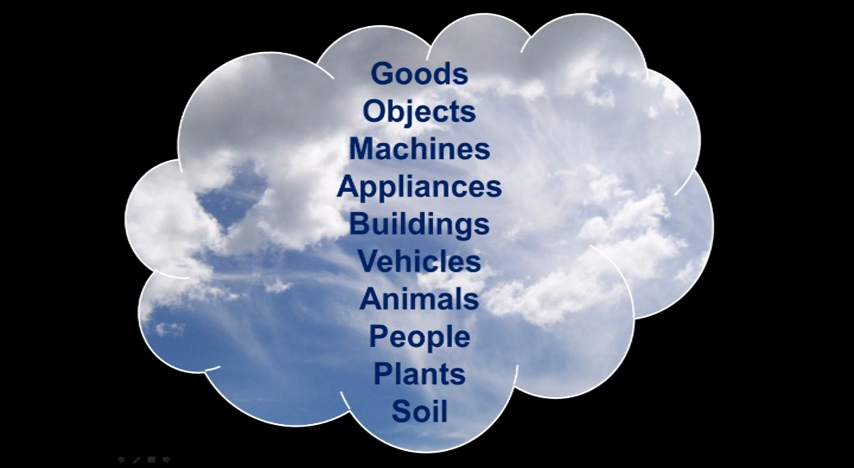 Goods
Objects
Machines
Appliances
Buildings
Vehicles
Animals
People
Plants
Soil